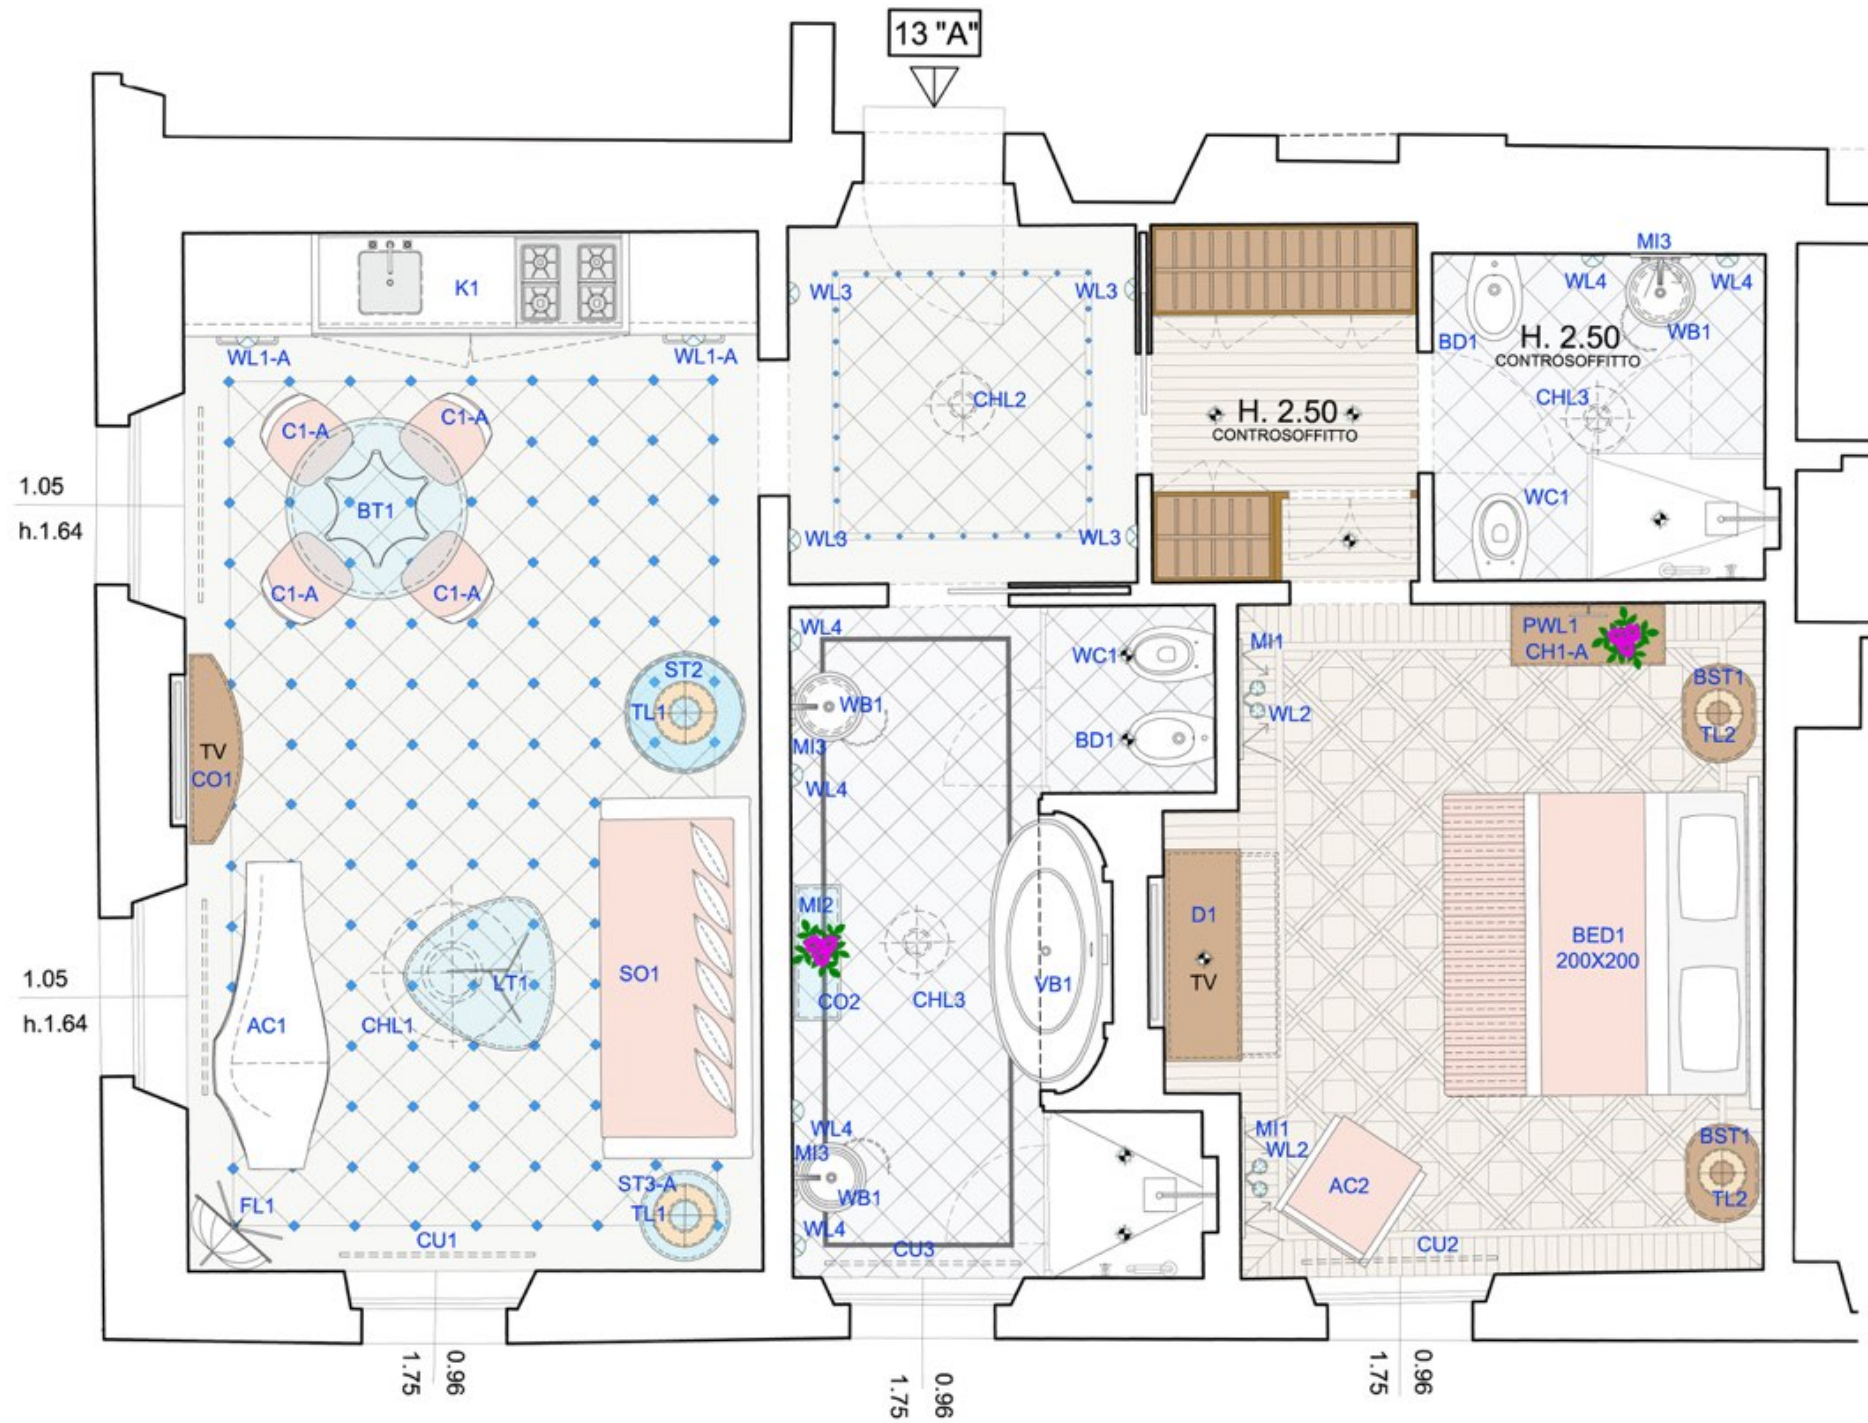 13 "A"
K1
WL1-A
WL1-A
C1-A
C1-A
BT1
C1-A
C1-A
1.05
h.1.64
ST2
TL1
TV
CO1
1.05
h.1.64
AC1
CHL1
LT1
SO1
FL1
CU1
ST3-A
TL1
0.96
1.75
WL3
WL3
CHL2
WL3
WL3
H. 2.50
CONTROSOFFITTO
MI3
WL4
WL4
BD1
WB1
H. 2.50
CONTROSOFFITTO
CHL3
WC1
WL4
WB1
MI3
WL4
WC1
BD1
MI2
CO2
CHL3
VB1
WL4
MI3
WB1
WL4
CU3
0.96
1.75
MI1
WL2
PWL1
CH1-A
BST1
TL2
D1
TV
BED1
200X200
MI1
WL2
AC2
BST1
TL2
CU2
0.96
1.75